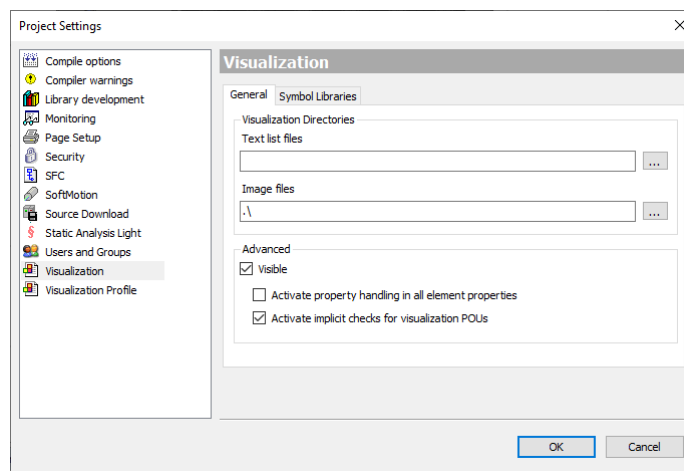 Project Settings
Compile options
Compiler warnings
Library development
Monitoring
Page Setup
Security
SFC
SoftMotion
Source Download
Static Analysis Light
Users and Groups
Visualization
Visualization Profile
Visualization
General
Symbol Libraries
Visualization Directories
Text list files
...
Image files
.\
...
Advanced
Visible
Activate property handling in all element properties
Activate implicit checks for visualization POUs
OK
Cancel